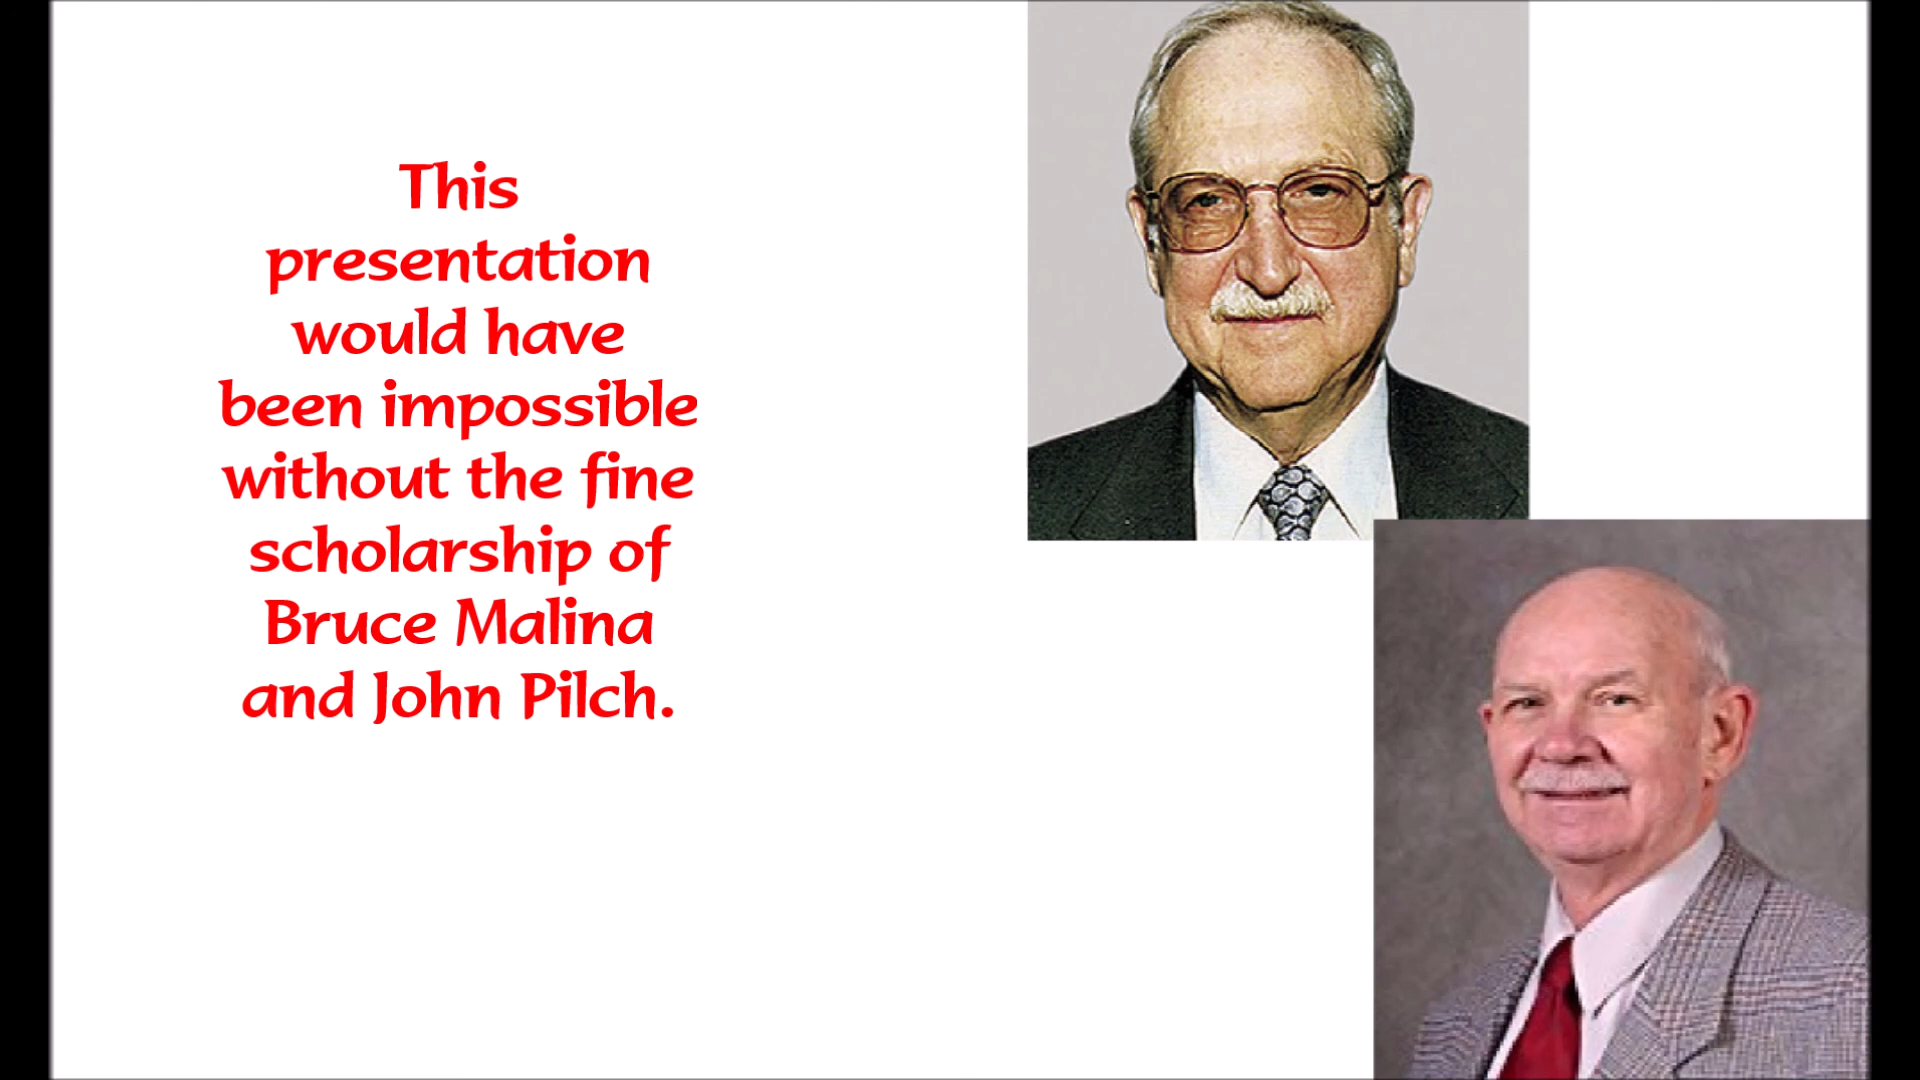 This
presentation
would have
been impossible
without the fine
scholarship of
Bruce Malina
and John Pilch.